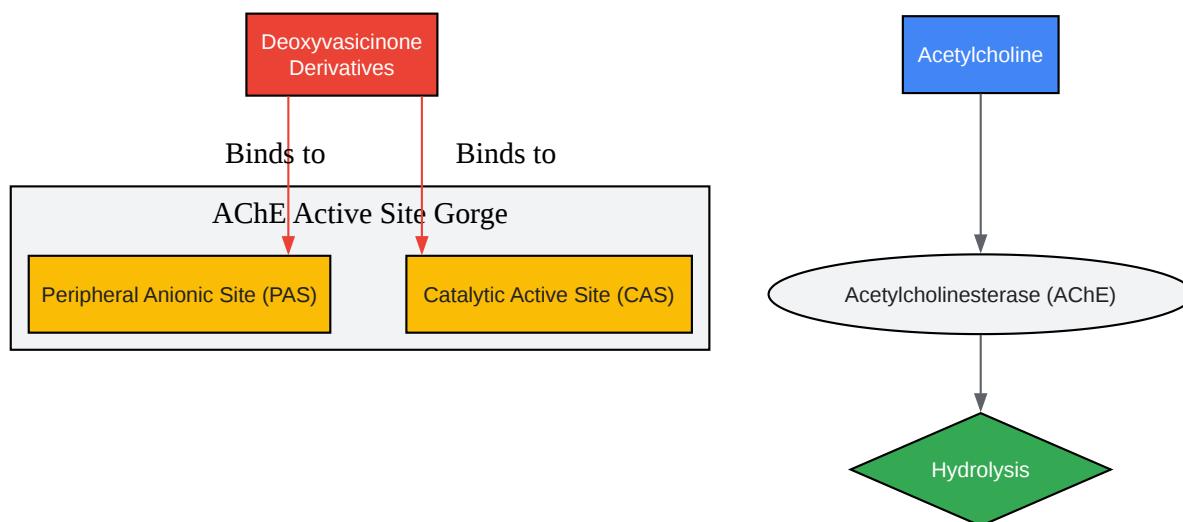 Deoxyvasicinone
Derivatives
Acetylcholine
Binds to
Binds to
AChE Active Site Gorge
Peripheral Anionic Site (PAS)
Catalytic Active Site (CAS)
Acetylcholinesterase (AChE)
Hydrolysis